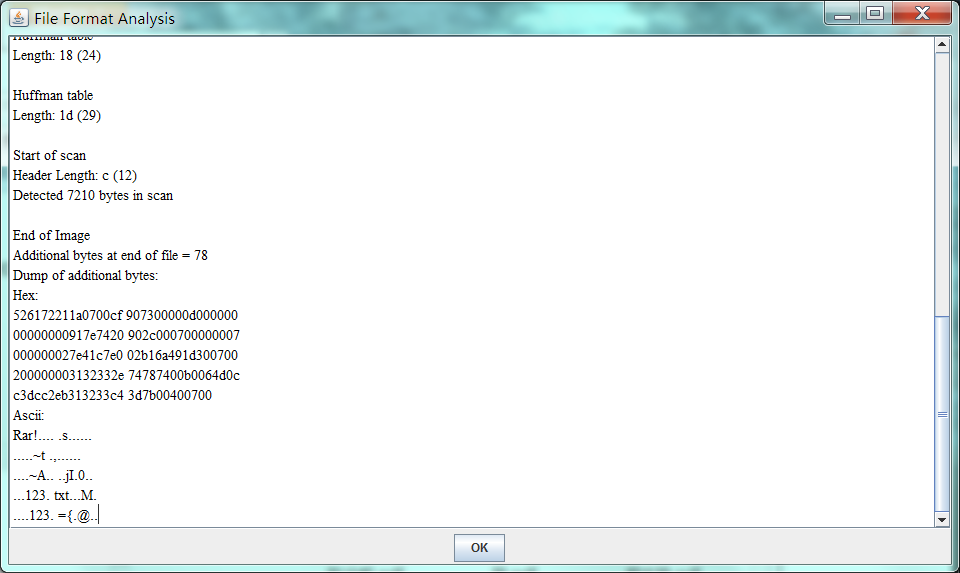 File Format Analysis
Huffman table
Length: 18 (24)
Huffman table
Length: 1d (29)
Start of scan
Header Length: c (12)
Detected 7210 bytes in scan
End of Image
Additional bytes at end of file = 78
Dump of additional bytes:
Hex:
526172211a0700cf 907300000d000000
00000000917e7420 902c000700000007
000000027e41c7e0 02b16a491d300700
200000003132332e 74787400b0064d0c
c3dcc2eb313233c4 3d7b00400700
Ascii:
Rar!.... .s......
.....~t .,......
....~A.. ..jI.0..
...123. txt...M.
....123. ={.@..
OK